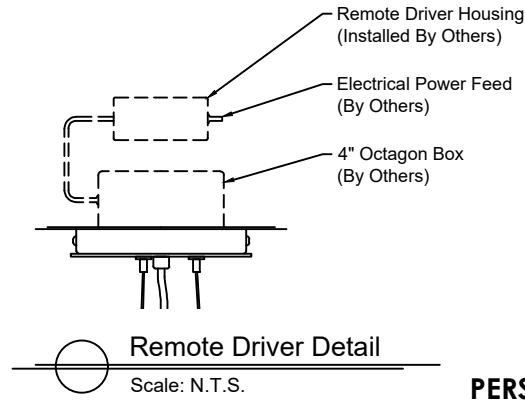 Remote Driver Housing
(Installed By Others)
Electrical Power Feed
(By Others)
4" Octagon Box
(By Others)
Remote Driver Detail
Scale: N.T.S.